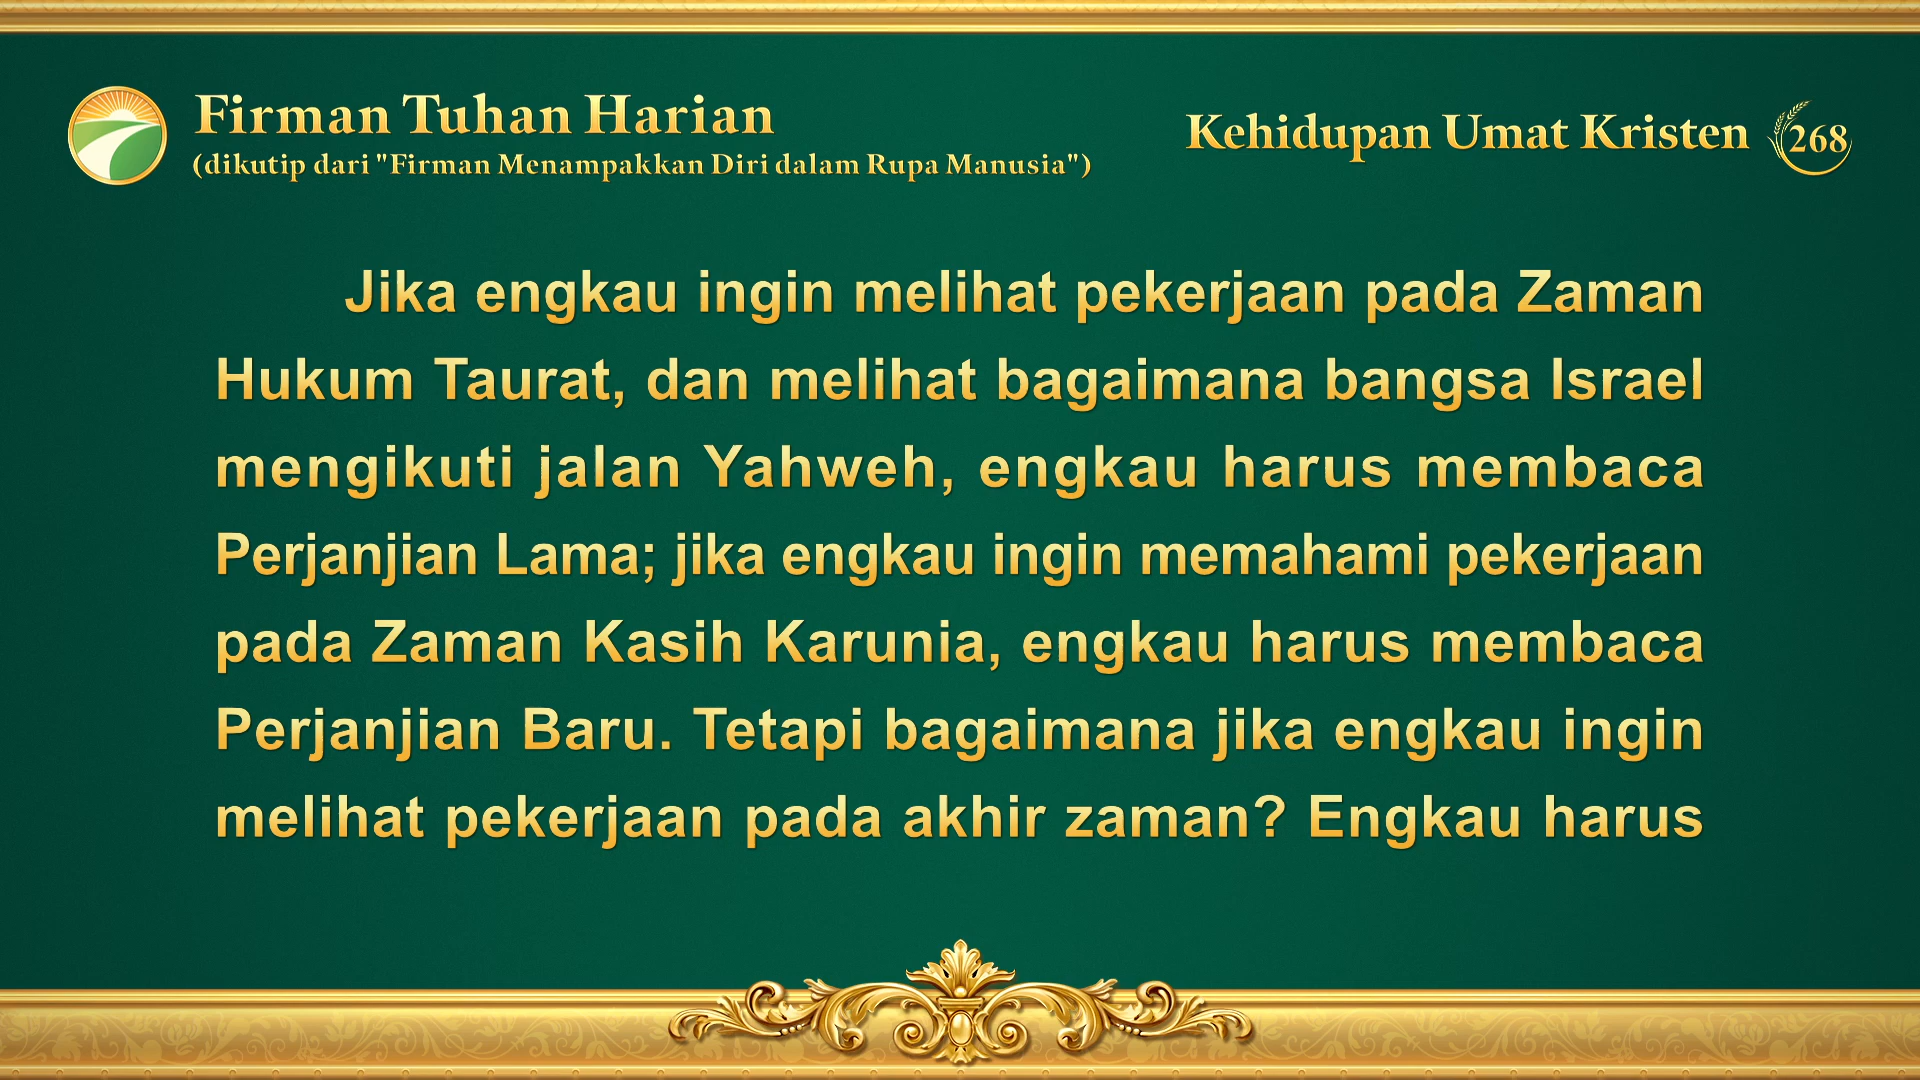 Firman Tuhan Harian
(dikutip dari "Firman Menampakkan Diri dalam Rupa Manusia")
Kehidupan Umat Kristen 268
Jika engkau ingin melihat pekerjaan pada Zaman
Hukum Taurat, dan melihat bagaimana bangsa Israel
mengikuti jalan Yahweh, engkau harus membaca
Perjanjian Lama; jika engkau ingin memahami pekerjaan
pada Zaman Kasih Karunia, engkau harus membaca
Perjanjian Baru. Tetapi bagaimana jika engkau ingin
melihat pekerjaan pada akhir zaman? Engkau harus